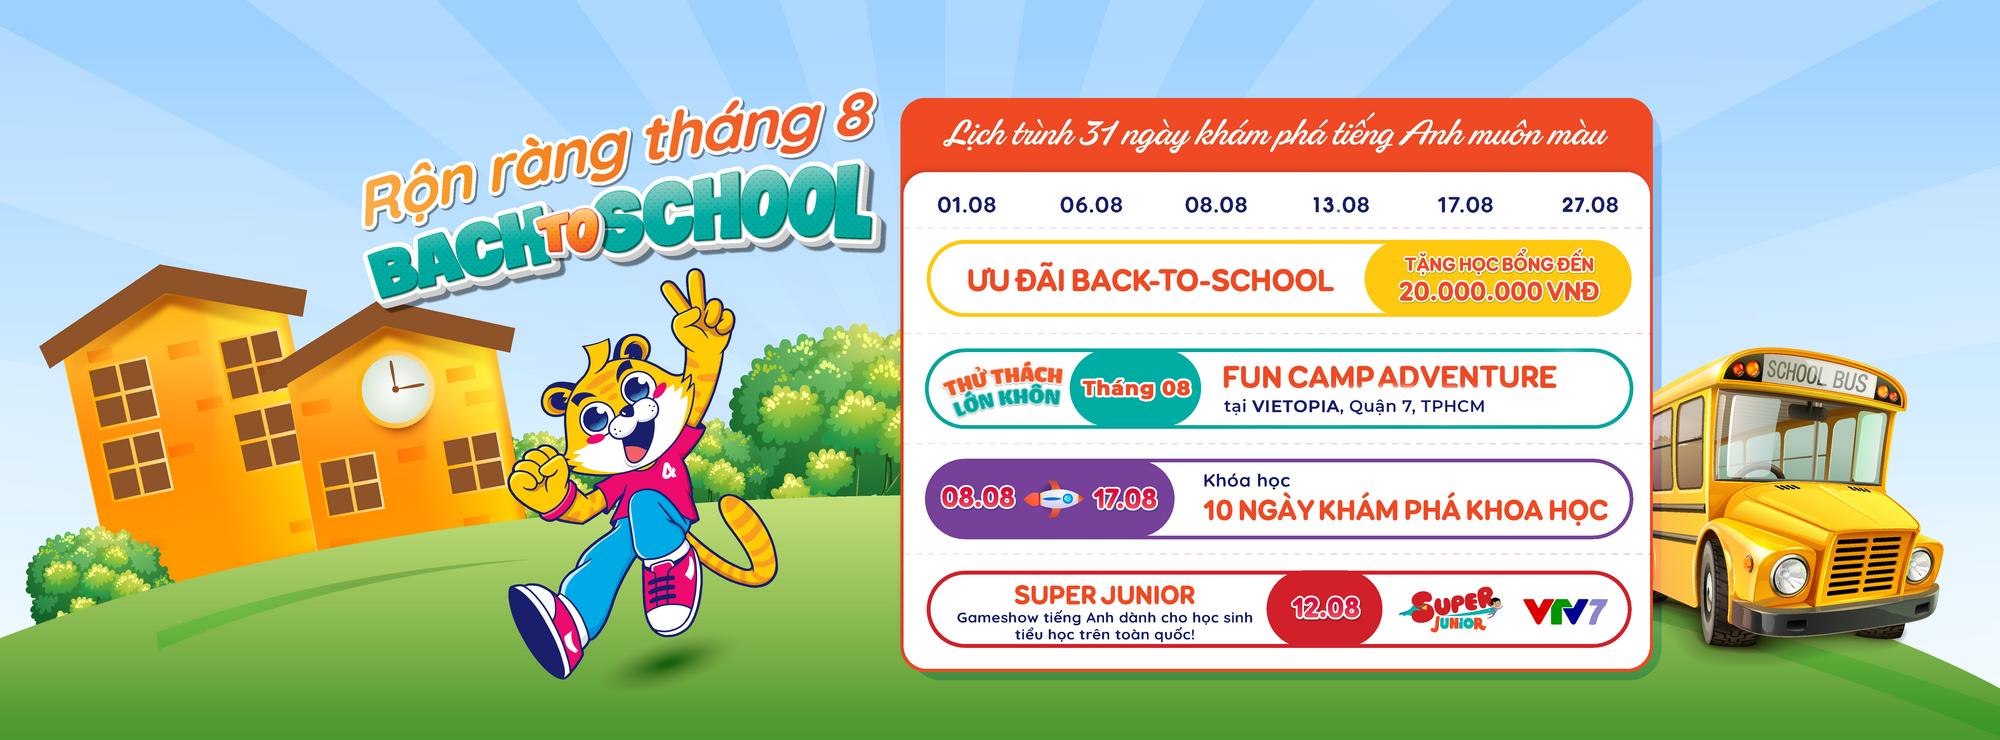 Rộn ràng tháng 8
BACK TO SCHOOL
Lịch trình 31 ngày khám phá tiếng Anh muôn màu
01.08 06.08 08.08 13.08 17.08 27.08
ƯU ĐÃI BACK-TO-SCHOOL
TẶNG HỌC BỔNG ĐẾN
20.000.000 VNĐ
THỬ THÁCH
LỚN KHÔN
Tháng 08
FUN CAMP ADVENTURE
tại VIETOPIA, Quận 7, TPHCM
08.08 17.08
Khóa học
10 NGÀY KHÁM PHÁ KHOA HỌC
SUPER JUNIOR
Gameshow tiếng Anh dành cho học sinh
tiểu học trên toàn quốc!
12.08
SUPER
JUNIOR
VTV7
SCHOOL BUS
4